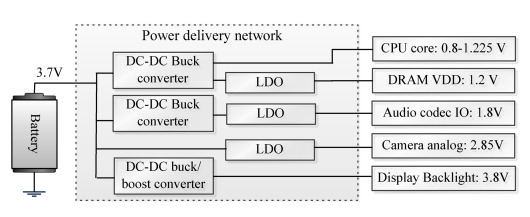 Power delivery network
3.7V
Battery
DC-DC Buck
converter
LDO
DC-DC Buck
converter
LDO
LDO
DC-DC buck/
boost converter
CPU core: 0.8-1.225 V
DRAM VDD: 1.2 V
Audio codec IO: 1.8V
Camera analog: 2.85V
Display Backlight: 3.8V